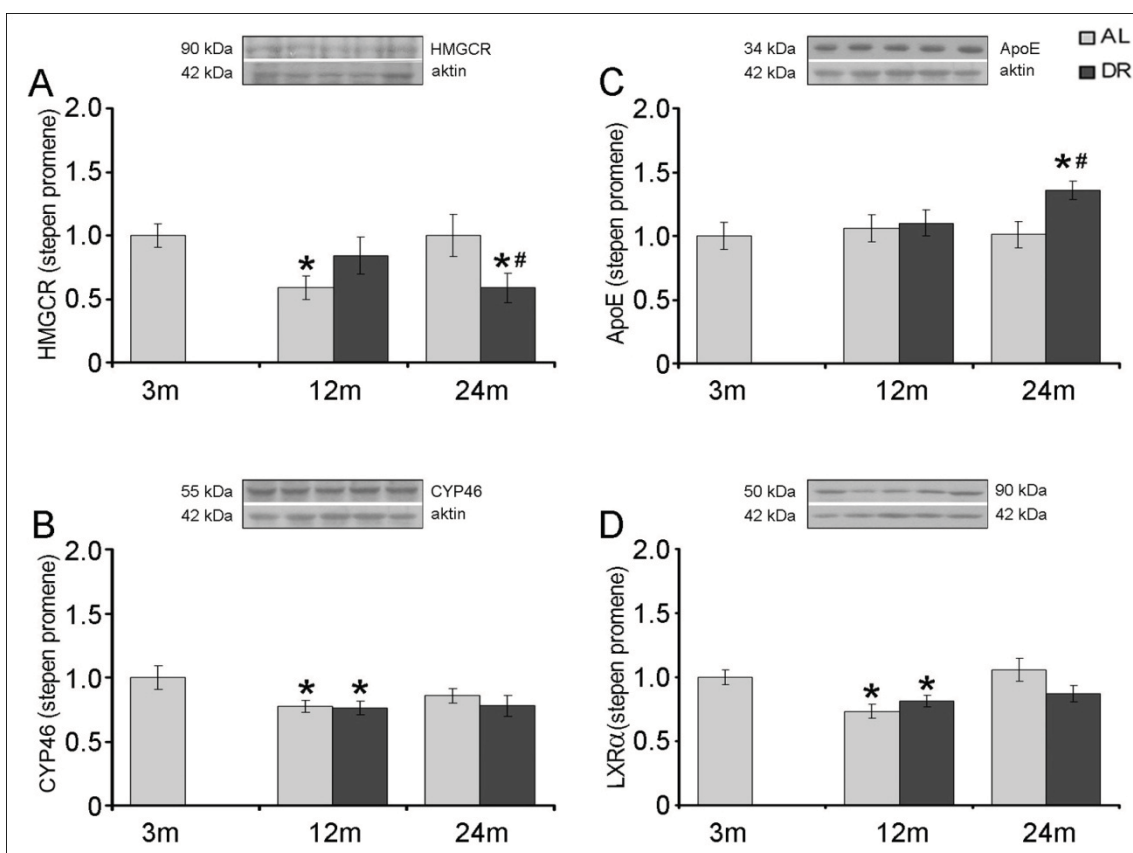 90 kDa HMGCR
42 kDa aktin
A
2.0
1.5
1.0
0.5
0
HMGCR (stepen promene)
*
*#
3m 12m 24m
34 kDa ApoE
42 kDa aktin
AL
DR
C
2.0
1.5
1.0
0.5
0
ApoE (stepen promene)
*#
3m 12m 24m
55 kDa CYP46
42 kDa aktin
B
2.0
1.5
1.0
0.5
0
CYP46 (stepen promene)
* *
3m 12m 24m
50 kDa 90 kDa
42 kDa 42 kDa
D
2.0
1.5
1.0
0.5
0
LXRα(stepen promene)
* *
3m 12m 24m